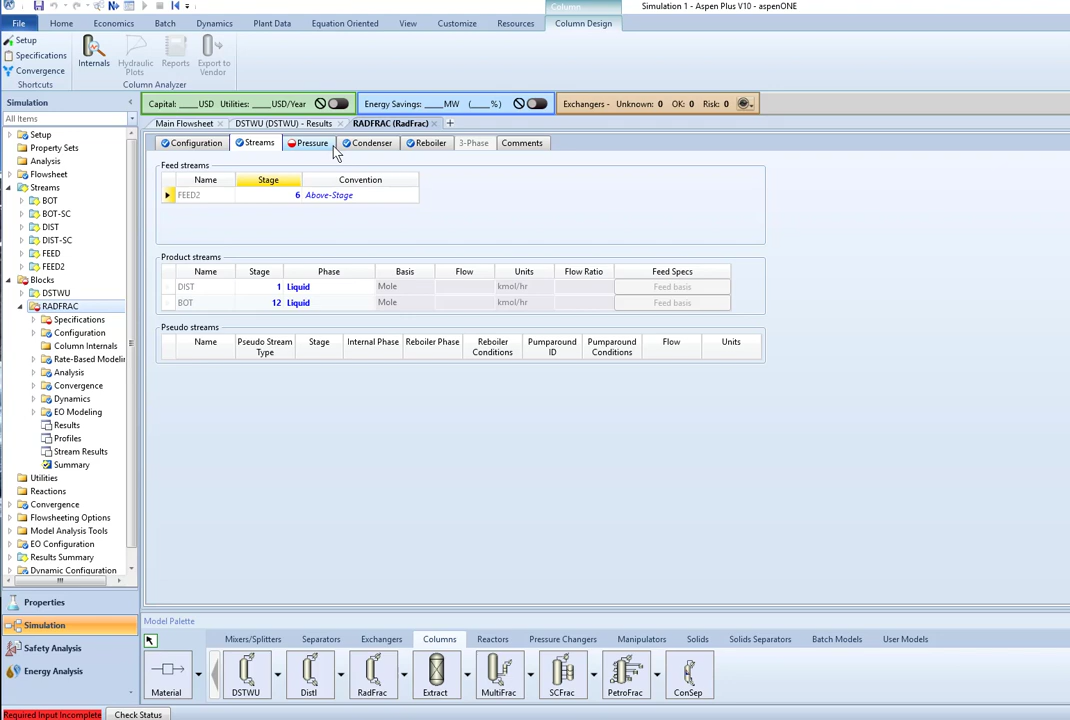 Column
Simulation 1 - Aspen Plus V10 - aspenONE
File Home Economics Batch Dynamics Plant Data Equation Oriented View Customize Resources Column Design
Setup
Specifications
Convergence
Shortcuts
Internals
Hydraulic Plots
Reports
Export to Vendor
Column Analyzer
Simulation
All Items
Capital: ____USD Utilities: ____USD/Year
Energy Savings: ____MW (____%)
Exchangers - Unknown: 0 OK: 0 Risk: 0
Main Flowsheet DSTWU (DSTWU) - Results RADFRAC (RadFrac) +
Configuration Streams Pressure Condenser Reboiler 3-Phase Comments
Setup
Property Sets
Analysis
Flowsheet
Streams
BOT
BOT-SC
DIST
DIST-SC
FEED
FEED2
Blocks
DSTWU
RADFRAC
Specifications
Configuration
Column Internals
Rate-Based Modelin
Analysis
Convergence
Dynamics
EO Modeling
Results
Profiles
Stream Results
Summary
Utilities
Reactions
Convergence
Flowsheeting Options
Model Analysis Tools
EO Configuration
Results Summary
Dynamic Configuration
Properties
Simulation
Safety Analysis
Energy Analysis
Feed streams
Name Stage Convention
FEED2 6 Above-Stage
Product streams
Name Stage Phase Basis Flow Units Flow Ratio Feed Specs
DIST 1 Liquid Mole kmol/hr Feed basis
BOT 12 Liquid Mole kmol/hr Feed basis
Pseudo streams
Name Pseudo Stream Type Stage Internal Phase Reboiler Phase Reboiler Conditions Pumparound ID Pumparound Conditions Flow Units
Model Palette
Mixers/Splitters Separators Exchangers Columns Reactors Pressure Changers Manipulators Solids Solids Separators Batch Models User Models
Material DSTWU Distl RadFrac Extract MultiFrac SCFrac PetroFrac ConSep
Required Input Incomplete Check Status